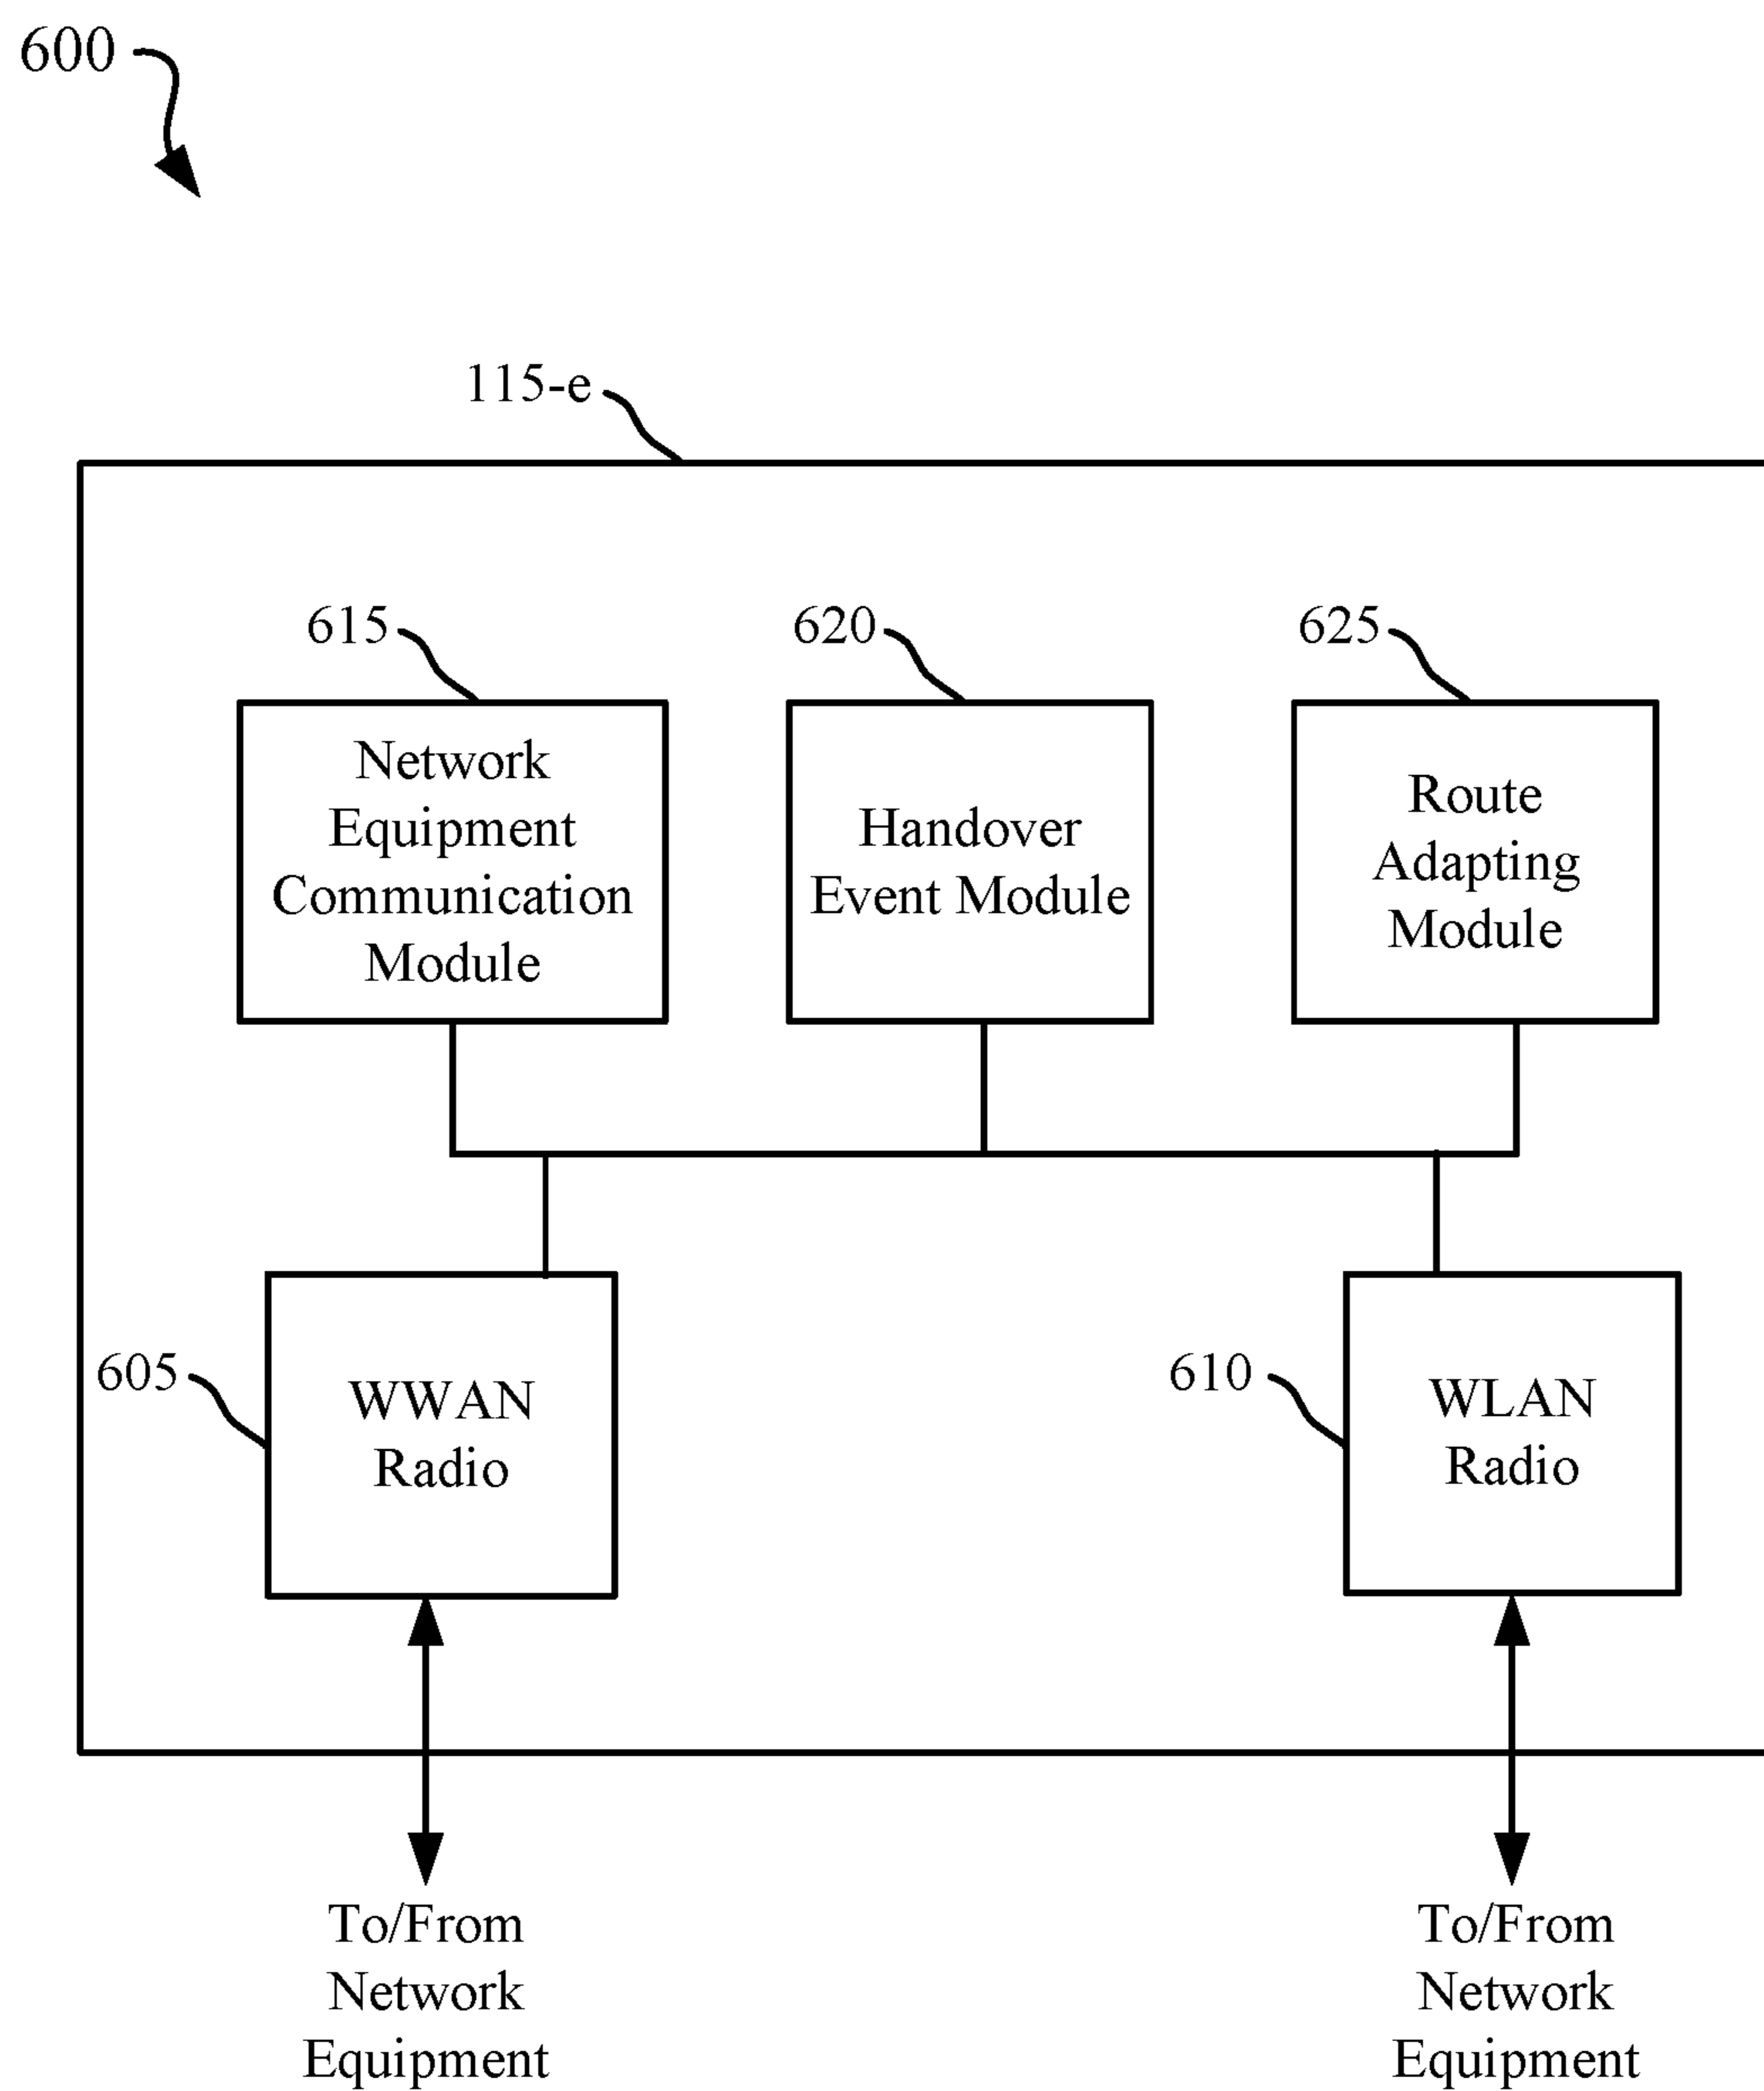 600
115-e
615
620
625
Network
Equipment
Communication
Module
Handover
Event Module
Route
Adapting
Module
605
WWAN
Radio
610
WLAN
Radio
To/From
Network
Equipment
To/From
Network
Equipment